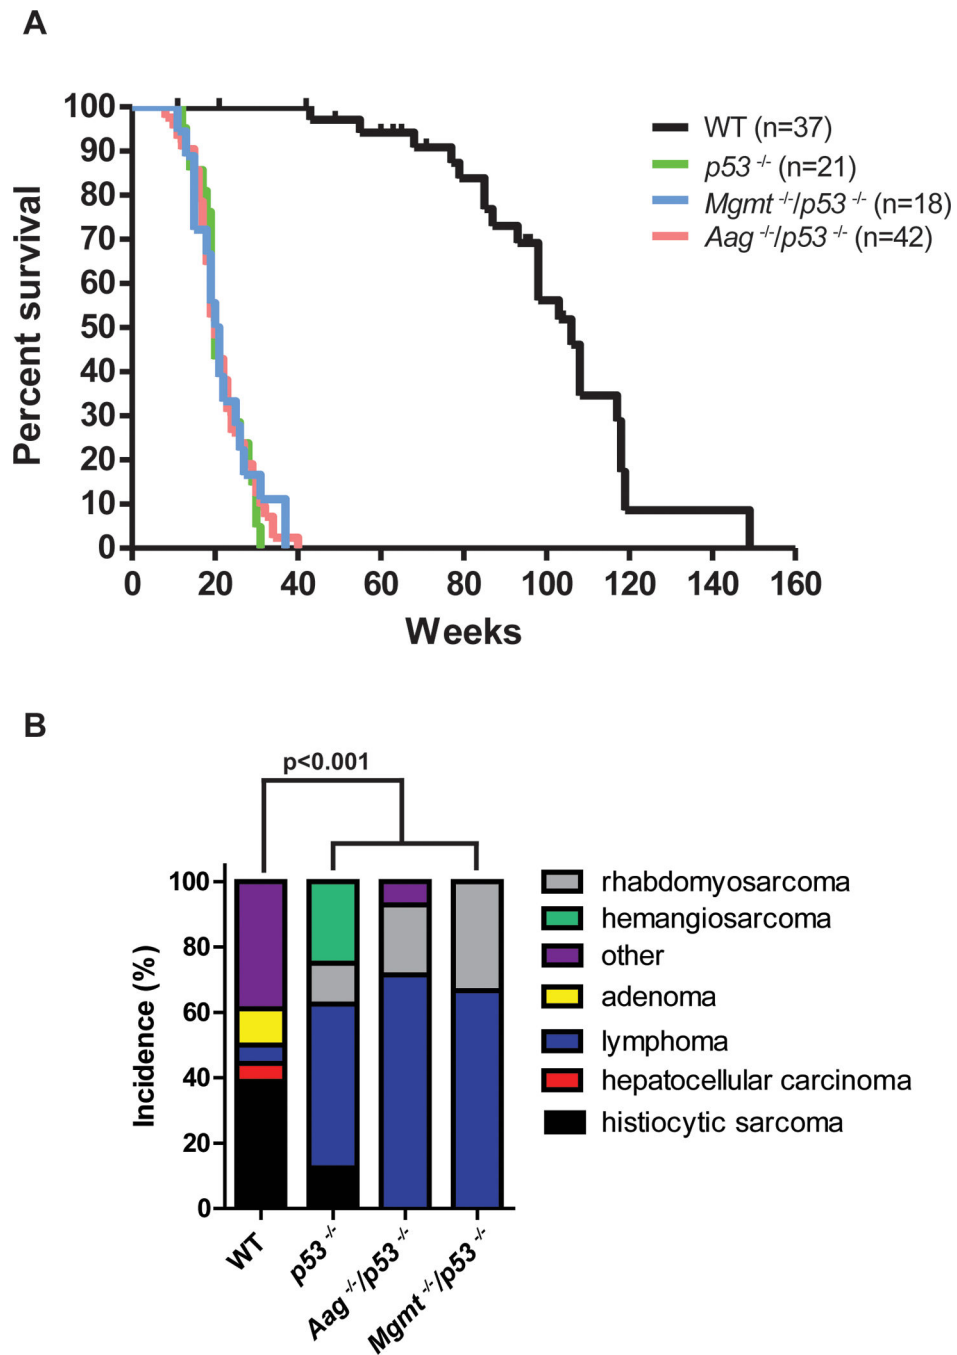 A
100
90
80
70
60
50
40
30
20
10
0
Percent survival
0 20 40 60 80 100 120 140 160
Weeks
WT (n=37)
p53 -/- (n=21)
Mgmt -/-/p53 -/- (n=18)
Aag -/-/p53 -/- (n=42)
B
p<0.001
100
80
60
40
20
0
Incidence (%)
WT
p53 -/-
Aag -/-/p53 -/-
Mgmt -/-/p53 -/-
rhabdomyosarcoma
hemangiosarcoma
other
adenoma
lymphoma
hepatocellular carcinoma
histiocytic sarcoma